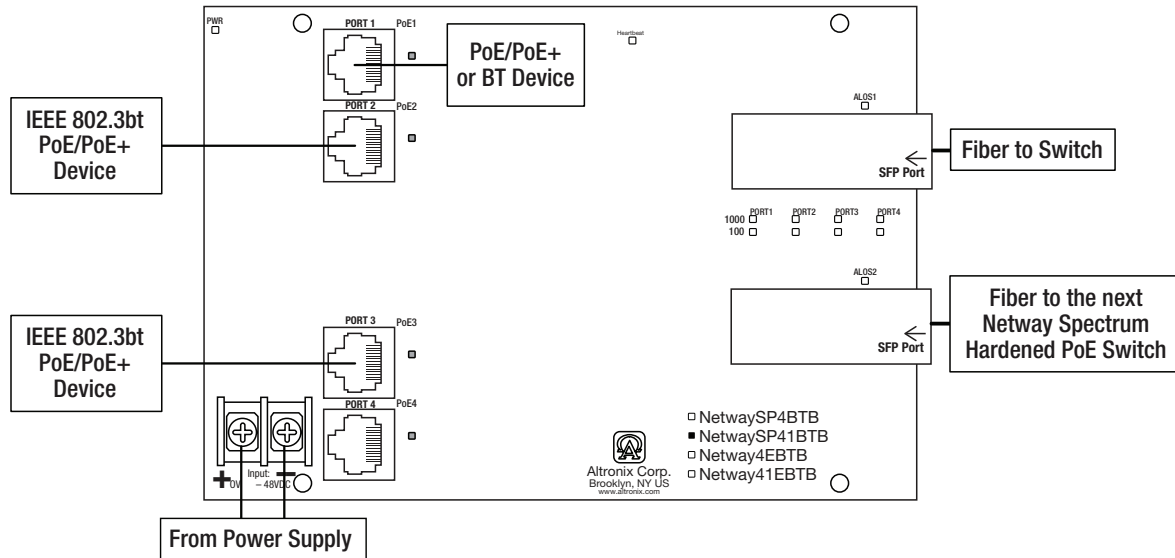 PWR
PORT 1
PoE1
PoE/PoE+
or BT Device
Heartbeat
IEEE 802.3bt
PoE/PoE+
Device
PORT 2
PoE2
ALOS1
SFP Port
Fiber to Switch
PORT1
PORT2
PORT3
PORT4
1000
100
ALOS2
SFP Port
Fiber to the next
Netway Spectrum
Hardened PoE Switch
IEEE 802.3bt
PoE/PoE+
Device
PORT 3
PoE3
PORT 4
PoE4
+ Input: –
0V – 48VDC
From Power Supply
Altronix Corp.
Brooklyn, NY US
www.altronix.com
NetwaySP4BTB
NetwaySP41BTB
Netway4EBTB
Netway41EBTB